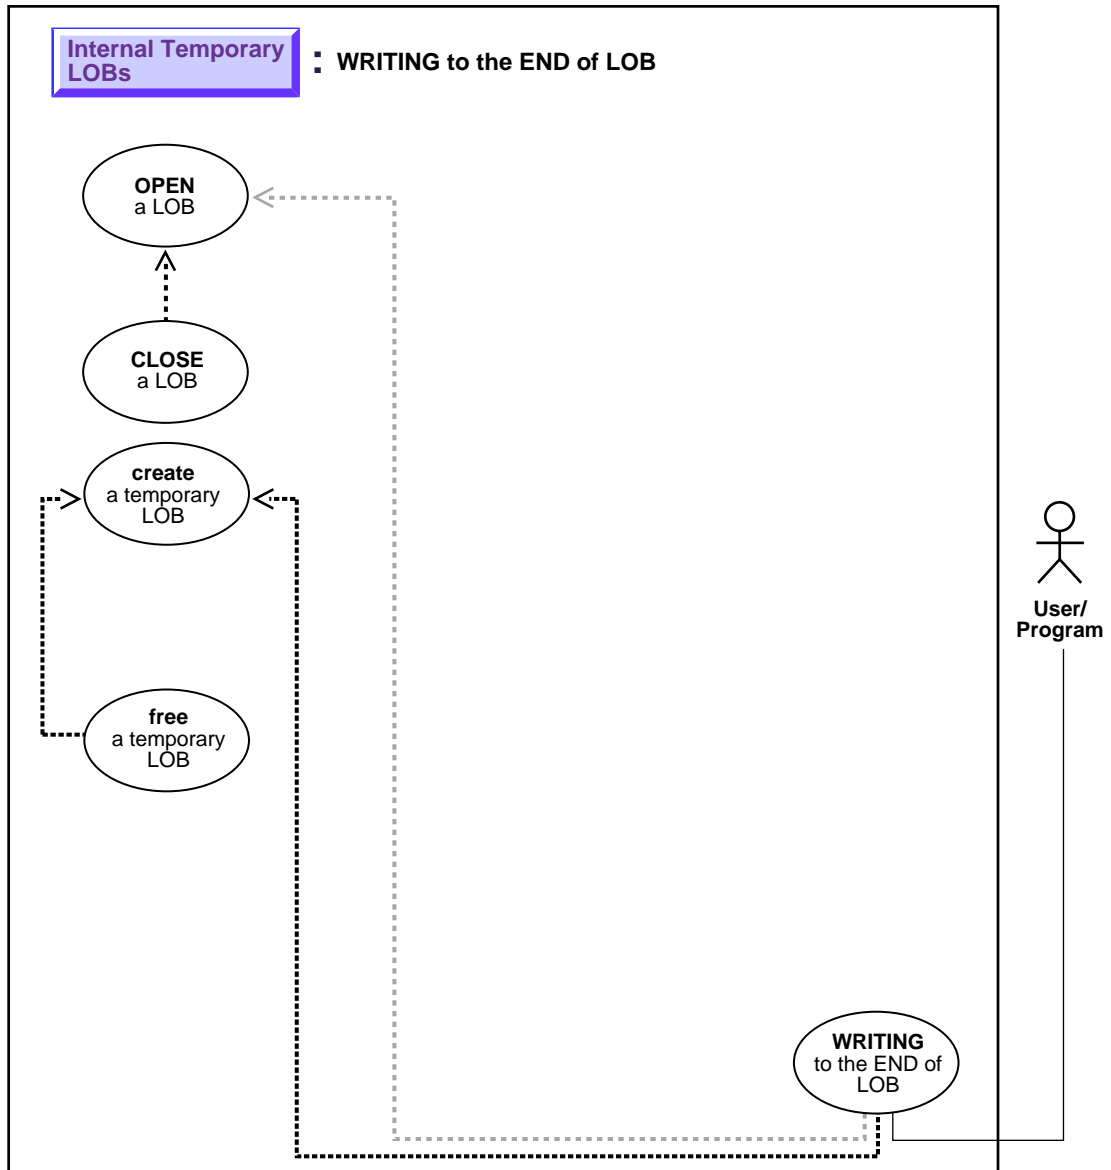 Internal Temporary
LOBs
: WRITING to the END of LOB
OPEN
a LOB
CLOSE
a LOB
create
a temporary
LOB
User/
Program
free
a temporary
LOB
WRITING
to the END of
LOB